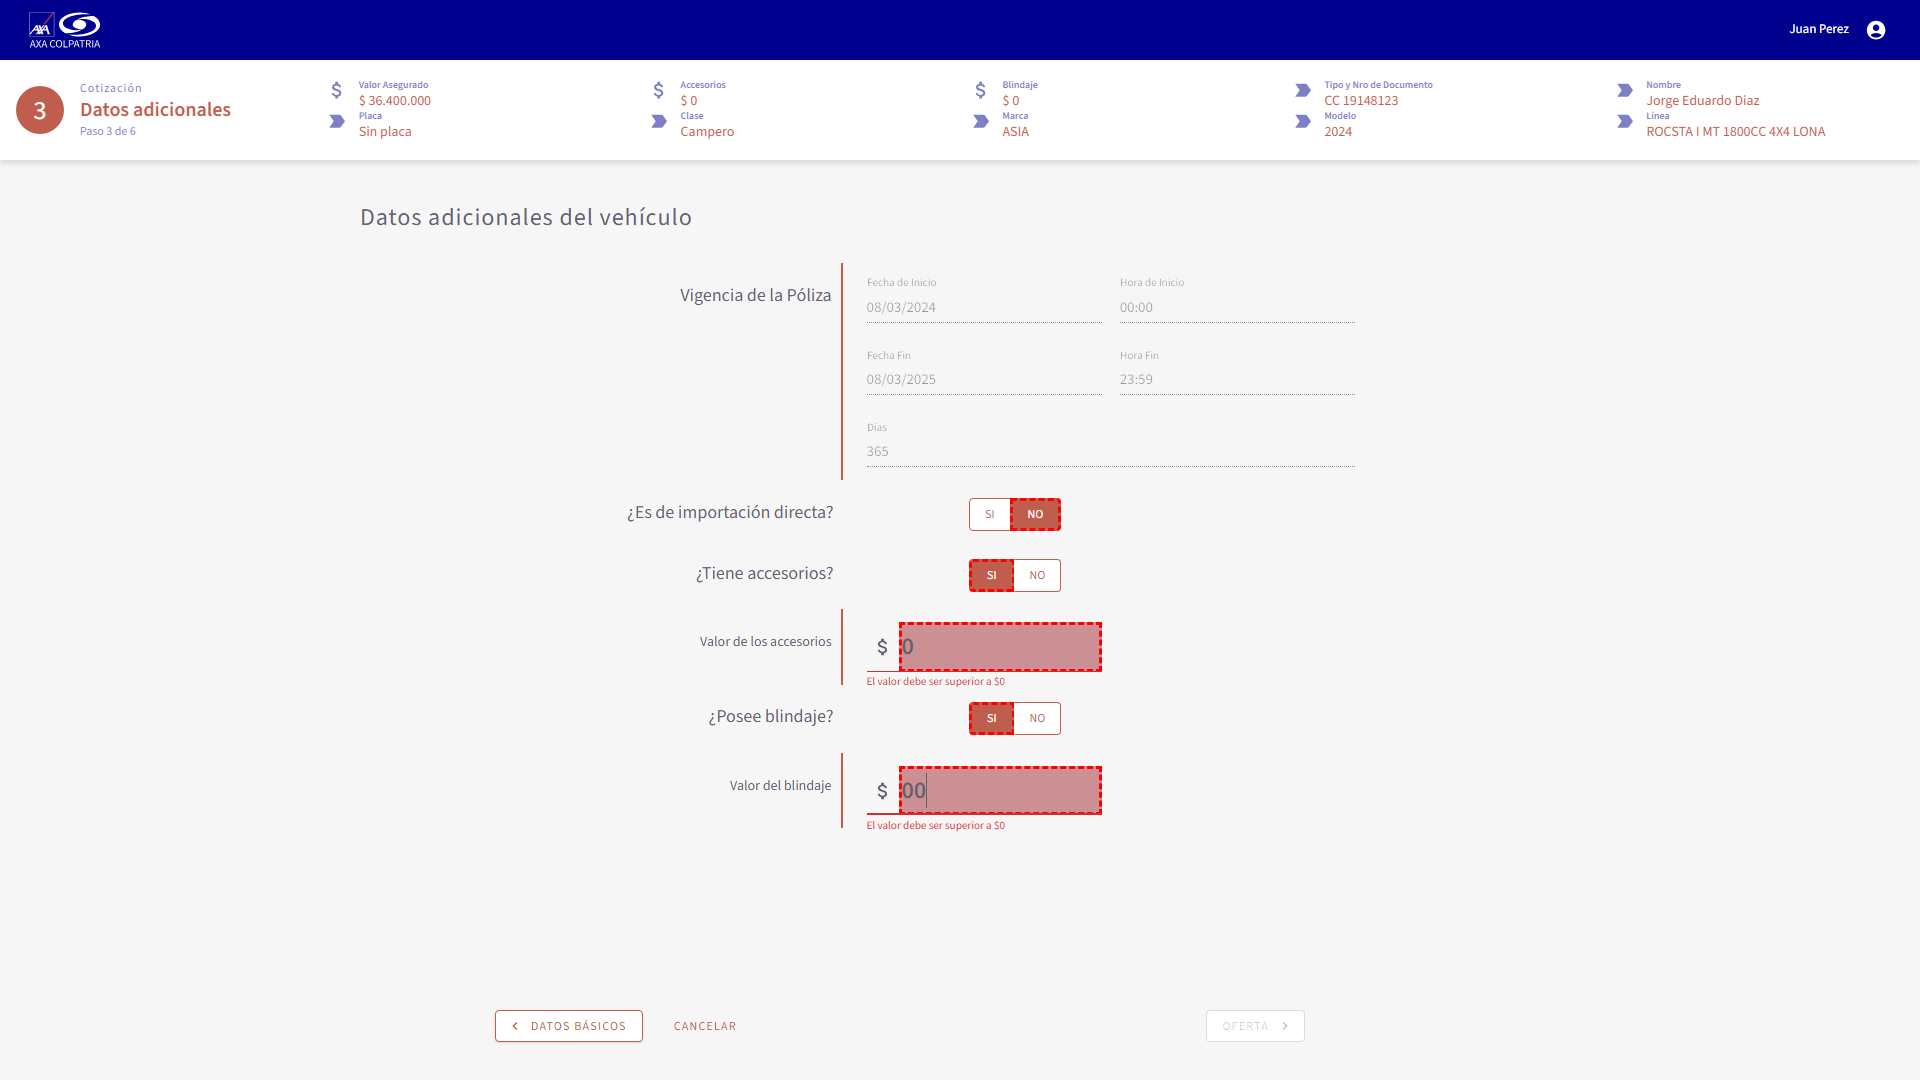 AXA
AXA COLPATRIA
Juan Perez
3
Cotización
Datos adicionales
Paso 3 de 6
Valor Asegurado
$ 36.400.000
Placa
Sin placa
Accesorios
$ 0
Clase
Campero
Blindaje
$ 0
Marca
ASIA
Tipo y Nro de Documento
CC 19148123
Modelo
2024
Nombre
Jorge Eduardo Diaz
Línea
ROCSTA I MT 1800CC 4X4 LONA
Datos adicionales del vehículo
Vigencia de la Póliza
Fecha de Inicio
08/03/2024
Hora de Inicio
00:00
Fecha Fin
08/03/2025
Hora Fin
23:59
Días
365
¿Es de importación directa?
SI NO
¿Tiene accesorios?
SI NO
Valor de los accesorios
$ 0
El valor debe ser superior a $0
¿Posee blindaje?
SI NO
Valor del blindaje
$ 00
El valor debe ser superior a $0
DATOS BÁSICOS
CANCELAR
OFERTA